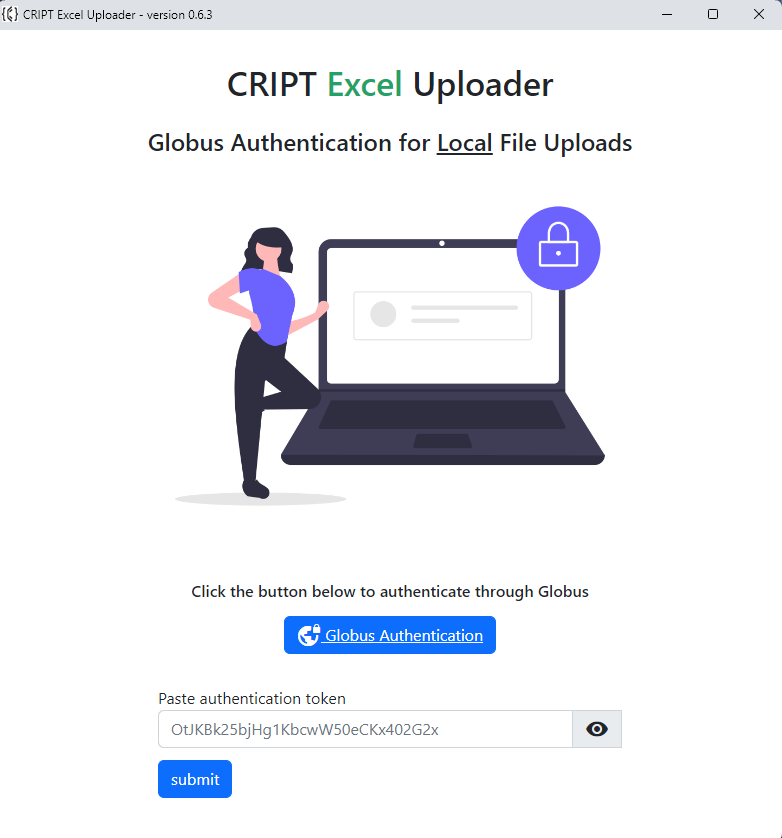 CRIPT Excel Uploader - version 0.6.3
CRIPT Excel Uploader
Globus Authentication for Local File Uploads
Click the button below to authenticate through Globus
Globus Authentication
Paste authentication token
OtJKBk25bjHg1KbcwW50eCKx402G2x
submit